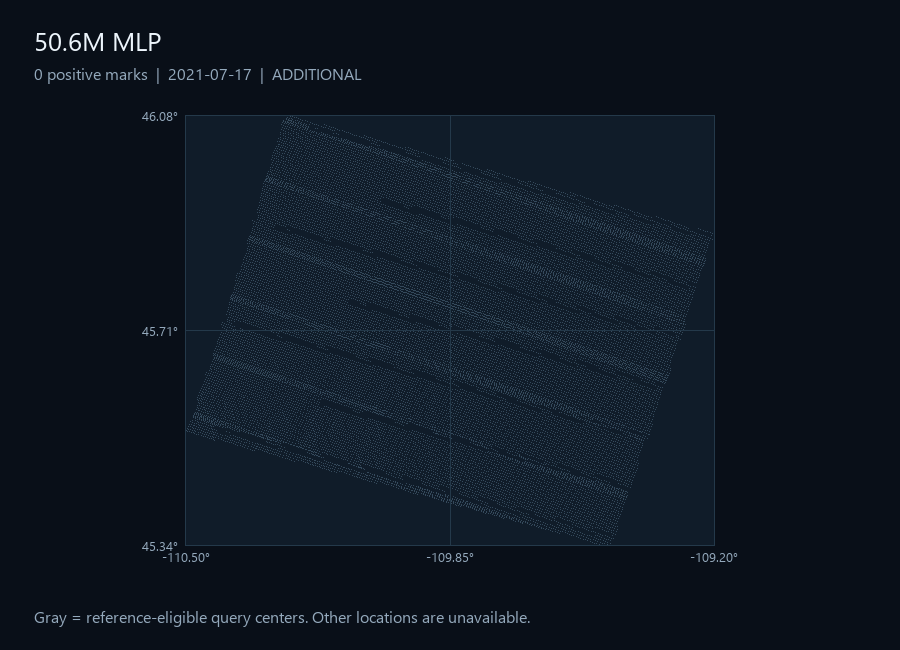 50.6M MLP
0 positive marks | 2021-07-17 | ADDITIONAL
46.08°
45.71°
45.34°
-110.50°
-109.85°
-109.20°
Gray = reference-eligible query centers. Other locations are unavailable.